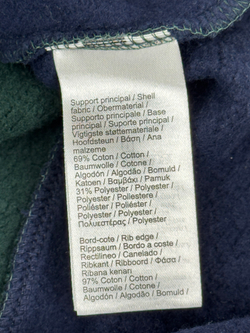 Support principal / Shell
fabric / Obermaterial /
Supporto principale / Base
principal / Suporte principal /
Vigtigste støttemateriale /
Hoofdsteun / Βάση / Ana
malzeme
69% Coton / Cotton /
Baumwolle / Cotone /
Algodón / Algodão / Bomuld /
Katoen / Βαμβάκι / Pamuk
31% Polyester / Polyester /
Polyester / Poliestere /
Poliéster / Poliéster /
Polyester / Polyester /
Πολυεστέρας / Polyester
Bord-cote / Rib edge /
Rippsaum / Bordo a coste /
Rectilíneo / Canelado /
Ribkant / Ribboord / Φάσα /
Ribana kenarı
97% Coton / Cotton /
Baumwolle / Cotone /
Algodón / Algodão / Bomuld /